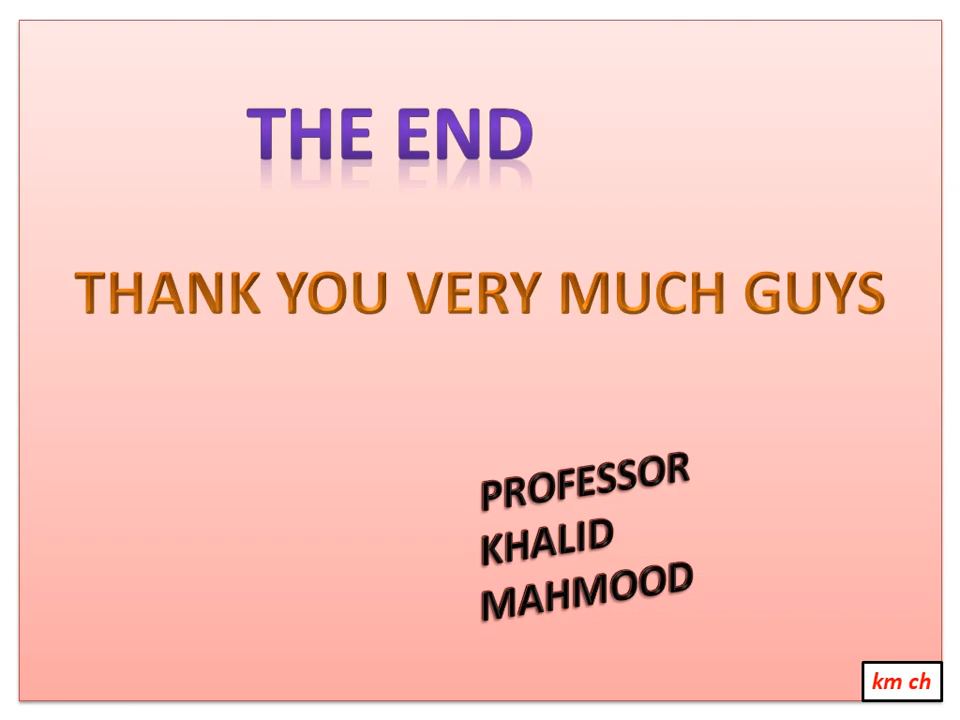 THE END
THANK YOU VERY MUCH GUYS
PROFESSOR
KHALID
MAHMOOD
km ch